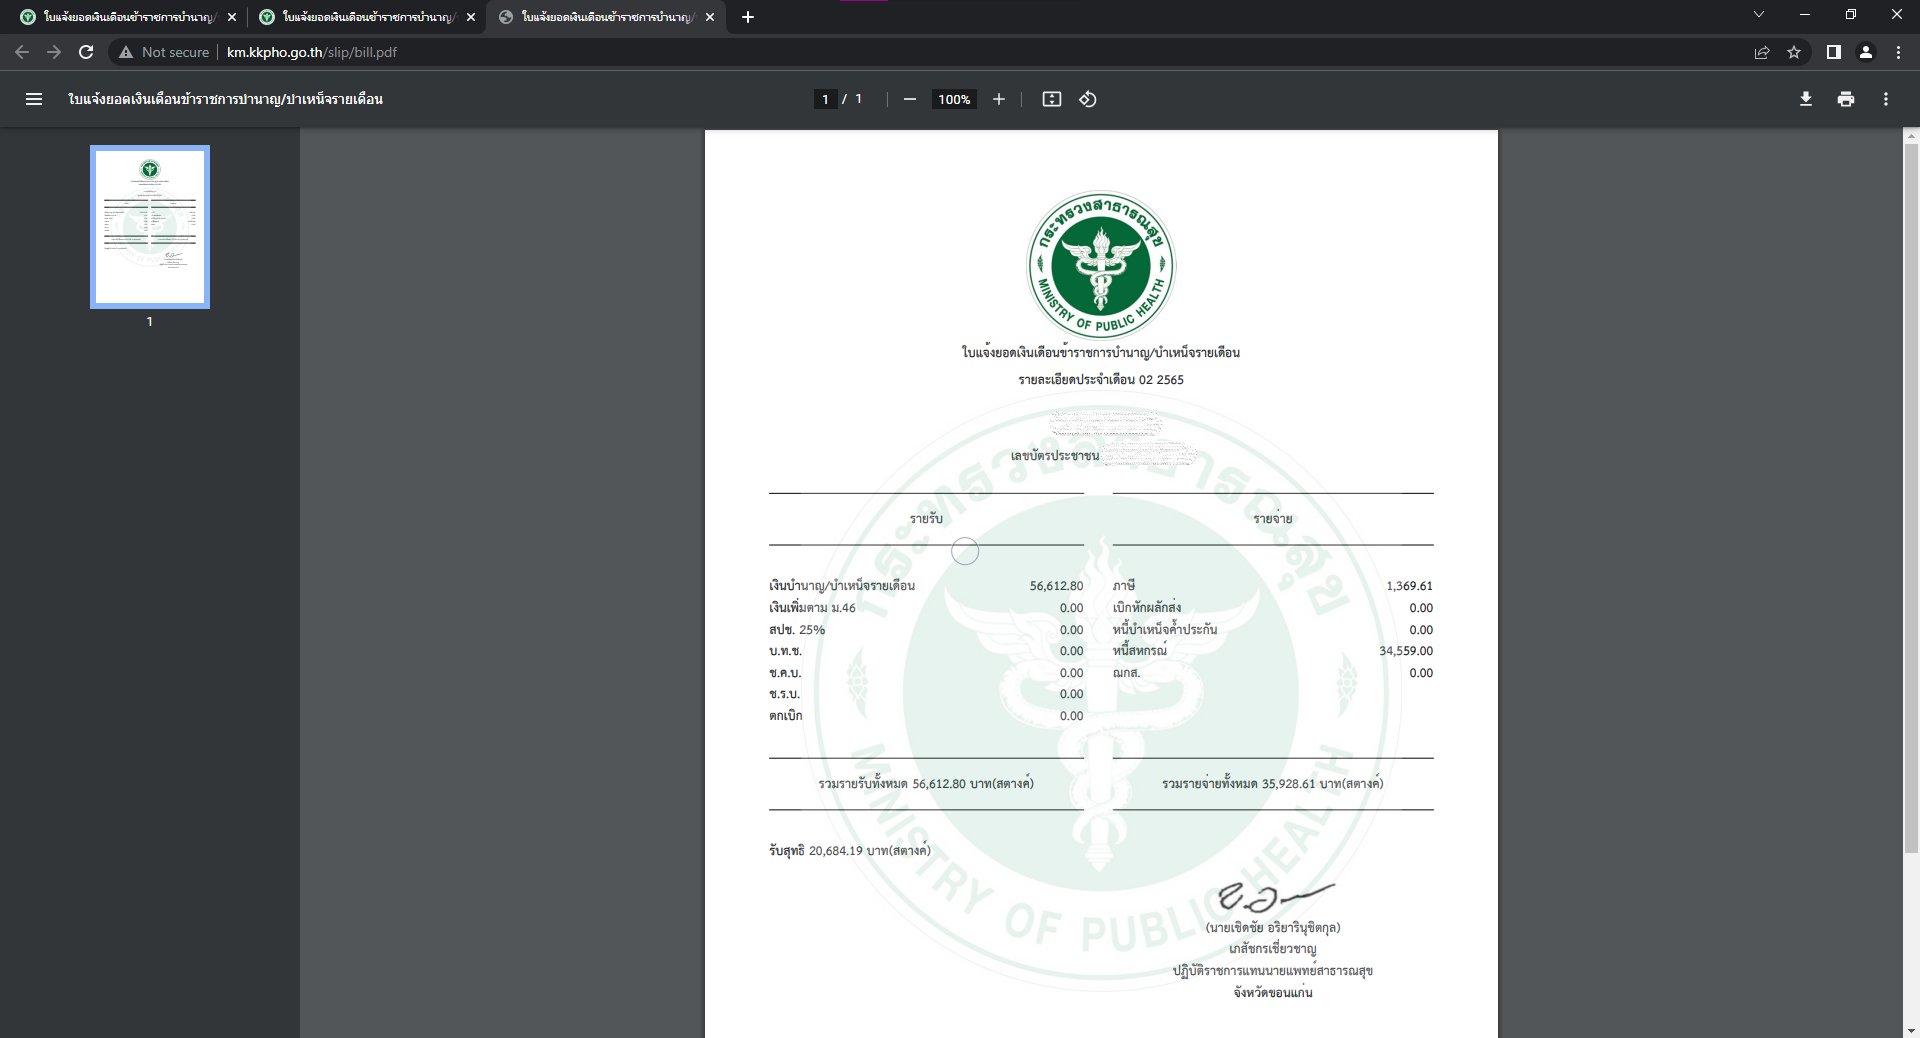 ใบแจ้งยอดเงินเดือนข้าราชการบำนาญ/
ใบแจ้งยอดเงินเดือนข้าราชการบำนาญ/
ใบแจ้งยอดเงินเดือนข้าราชการบำนาญ/
Not secure km.kkpho.go.th/slip/bill.pdf
ใบแจ้งยอดเงินเดือนข้าราชการบำนาญ/บำเหน็จรายเดือน
1 / 1
100%
1
กระทรวงสาธารณสุข
MINISTRY OF PUBLIC HEALTH
ใบแจ้งยอดเงินเดือนข้าราชการบำนาญ/บำเหน็จรายเดือน
รายละเอียดประจำเดือน 02 2565
เลขบัตรประชาชน
รายรับ รายจ่าย
เงินบำนาญ/บำเหน็จรายเดือน 56,612.80 ภาษี 1,369.61
เงินเพิ่มตาม ม.46 0.00 เบิกหักผลักส่ง 0.00
สปช. 25% 0.00 หนี้บำเหน็จค้ำประกัน 0.00
บ.ท.ช. 0.00 หนี้สหกรณ์ 34,559.00
ช.ค.บ. 0.00 ฌกส. 0.00
ช.ร.บ. 0.00
ตกเบิก 0.00
รวมรายรับทั้งหมด 56,612.80 บาท(สตางค์) รวมรายจ่ายทั้งหมด 35,928.61 บาท(สตางค์)
รับสุทธิ 20,684.19 บาท(สตางค์)
(นายเชิดชัย อริยานุชิตกุล)
เภสัชกรเชี่ยวชาญ
ปฏิบัติราชการแทนนายแพทย์สาธารณสุข
จังหวัดขอนแก่น
กระทรวงสาธารณสุข
MINISTRY OF PUBLIC HEALTH